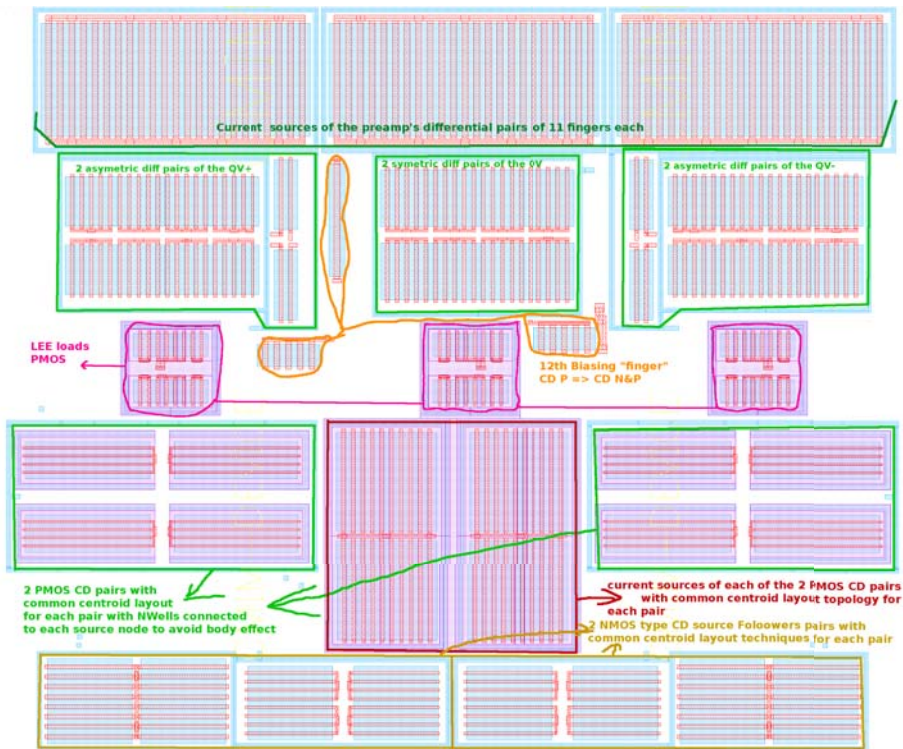 Current sources of the preamp's differential pairs of 11 fingers each
2 asymetric diff pairs of the QV+
2 symetric diff pairs of the 0V
2 asymetric diff pairs of the QV-
LEE loads
PMOS
12th Biasing "finger"
CD P => CD N&P
2 PMOS CD pairs with
common centroid layout
for each pair with NWells connected
to each source node to avoid body effect
current sources of each of the 2 PMOS CD pairs
with common centroid layout topology for
each pair
2 NMOS type CD source Foloowers pairs with
common centroid layout techniques for each pair